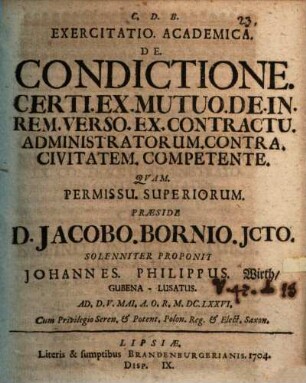 C. D. B.
23.
EXERCITATIO. ACADEMICA.
DE.
CONDICTIONE.
CERTI. EX. MUTUO. DE. IN.
REM. VERSO. EX. CONTRACTU.
ADMINISTRATORUM. CONTRA.
CIVITATEM. COMPETENTE.
QVAM.
PERMISSU. SUPERIORUM.
PRÆSIDE
D. JACOBO. BORNIO. JCTO.
SOLENNITER PROPONIT
JOHANNES. PHILIPPUS. Wirth/
GUBENA-LUSATUS.
AD. D. V. MAI, A. O. R. M. DC. LXXVI.
Cum Privilegio Seren. & Potent. Polon. Reg. & Elect. Saxon.
LIPSIÆ,
Literis & sumptibus BRANDENBURGERIANIS. 1704.
DISP. IX.